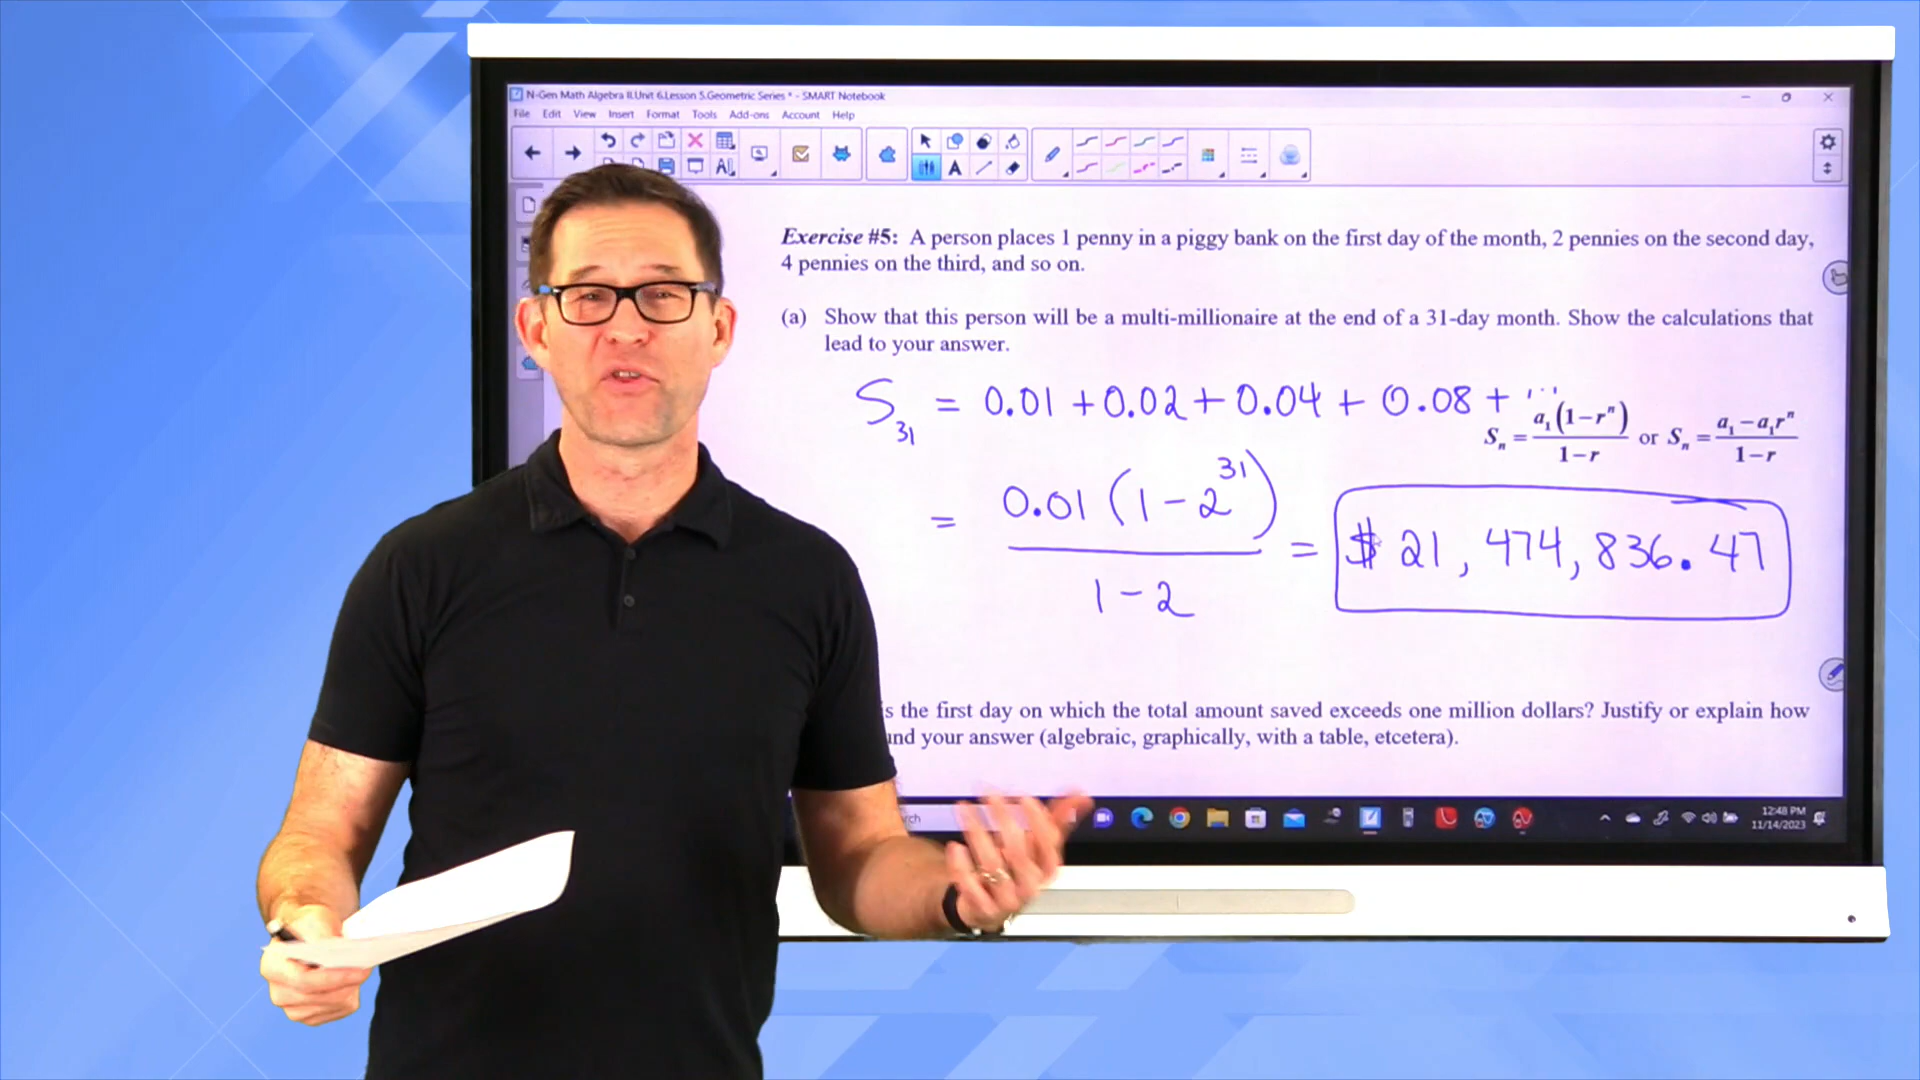 N-Gen Math Algebra II.Unit 6.Lesson 5.Geometric Series * - SMART Notebook
File Edit View Insert Format Tools Add-ons Account Help
Exercise #5: A person places 1 penny in a piggy bank on the first day of the month, 2 pennies on the second day,
4 pennies on the third, and so on.
(a) Show that this person will be a multi-millionaire at the end of a 31-day month. Show the calculations that
lead to your answer.
S₃₁ = 0.01 + 0.02 + 0.04 + 0.08 + ...
Sₙ = a₁(1-rⁿ)/1-r or Sₙ = a₁-a₁rⁿ/1-r
= 0.01(1-2³¹)/1-2 = $21,474,836.47
s the first day on which the total amount saved exceeds one million dollars? Justify or explain how
your answer (algebraic, graphically, with a table, etcetera).
12:48 PM
11/14/2023